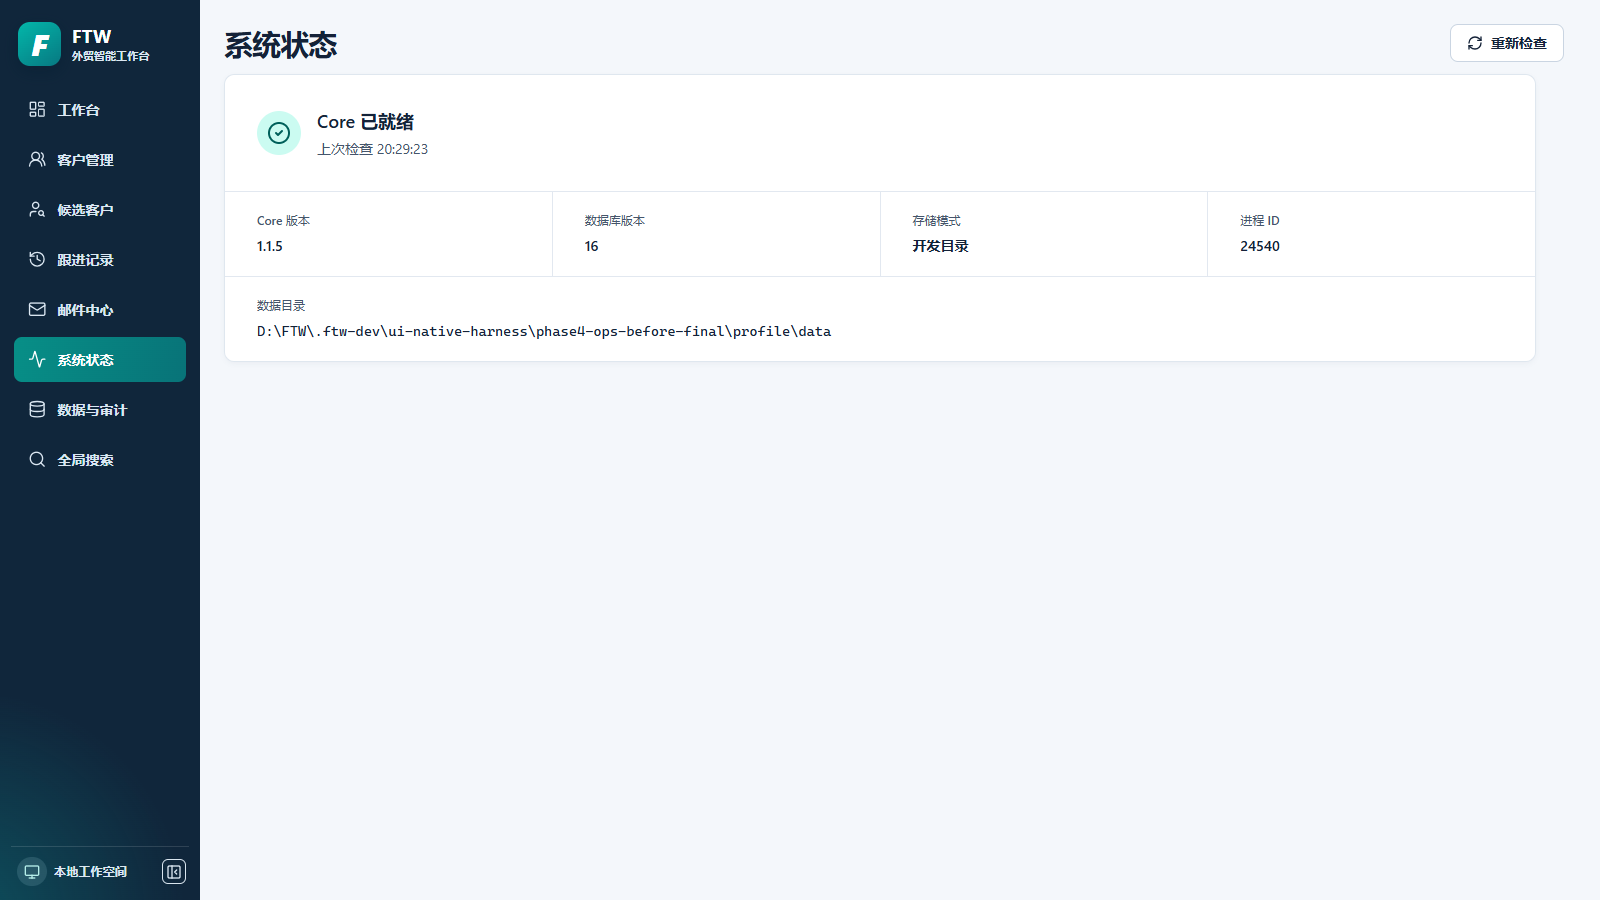 F
FTW
外贸智能工作台
工作台
客户管理
候选客户
跟进记录
邮件中心
系统状态
数据与审计
全局搜索
本地工作空间
系统状态
重新检查
Core 已就绪
上次检查 20:29:23
Core 版本
1.1.5
数据库版本
16
存储模式
开发目录
进程 ID
24540
数据目录
D:\FTW\.ftw-dev\ui-native-harness\phase4-ops-before-final\profile\data